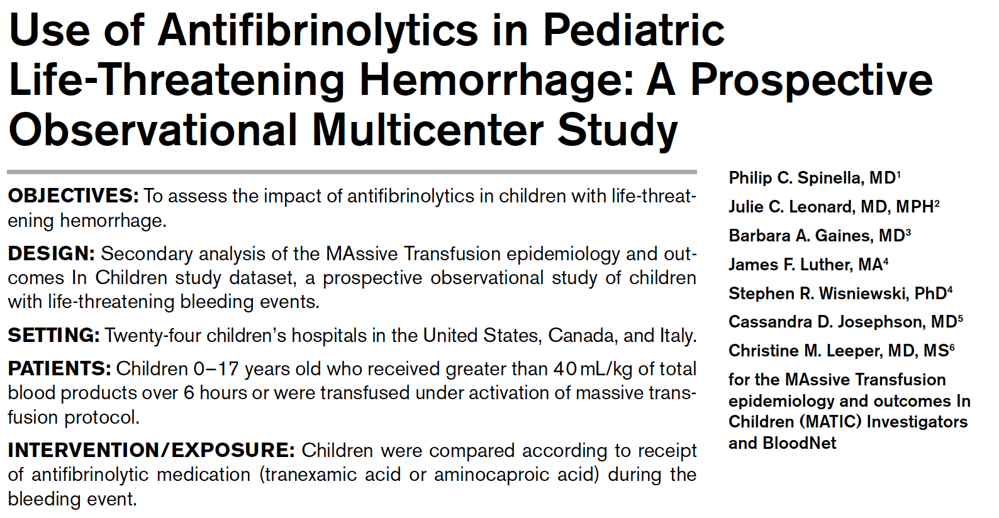 Use of Antifibrinolytics in Pediatric
Life-Threatening Hemorrhage: A Prospective
Observational Multicenter Study
OBJECTIVES: To assess the impact of antifibrinolytics in children with life-threat-
ening hemorrhage.
DESIGN: Secondary analysis of the MAssive Transfusion epidemiology and out-
comes In Children study dataset, a prospective observational study of children
with life-threatening bleeding events.
SETTING: Twenty-four children's hospitals in the United States, Canada, and Italy.
PATIENTS: Children 0–17 years old who received greater than 40 mL/kg of total
blood products over 6 hours or were transfused under activation of massive trans-
fusion protocol.
INTERVENTION/EXPOSURE: Children were compared according to receipt
of antifibrinolytic medication (tranexamic acid or aminocaproic acid) during the
bleeding event.
Philip C. Spinella, MD¹
Julie C. Leonard, MD, MPH²
Barbara A. Gaines, MD³
James F. Luther, MA⁴
Stephen R. Wisniewski, PhD⁴
Cassandra D. Josephson, MD⁵
Christine M. Leeper, MD, MS⁶
for the MAssive Transfusion
epidemiology and outcomes In
Children (MATIC) Investigators
and BloodNet